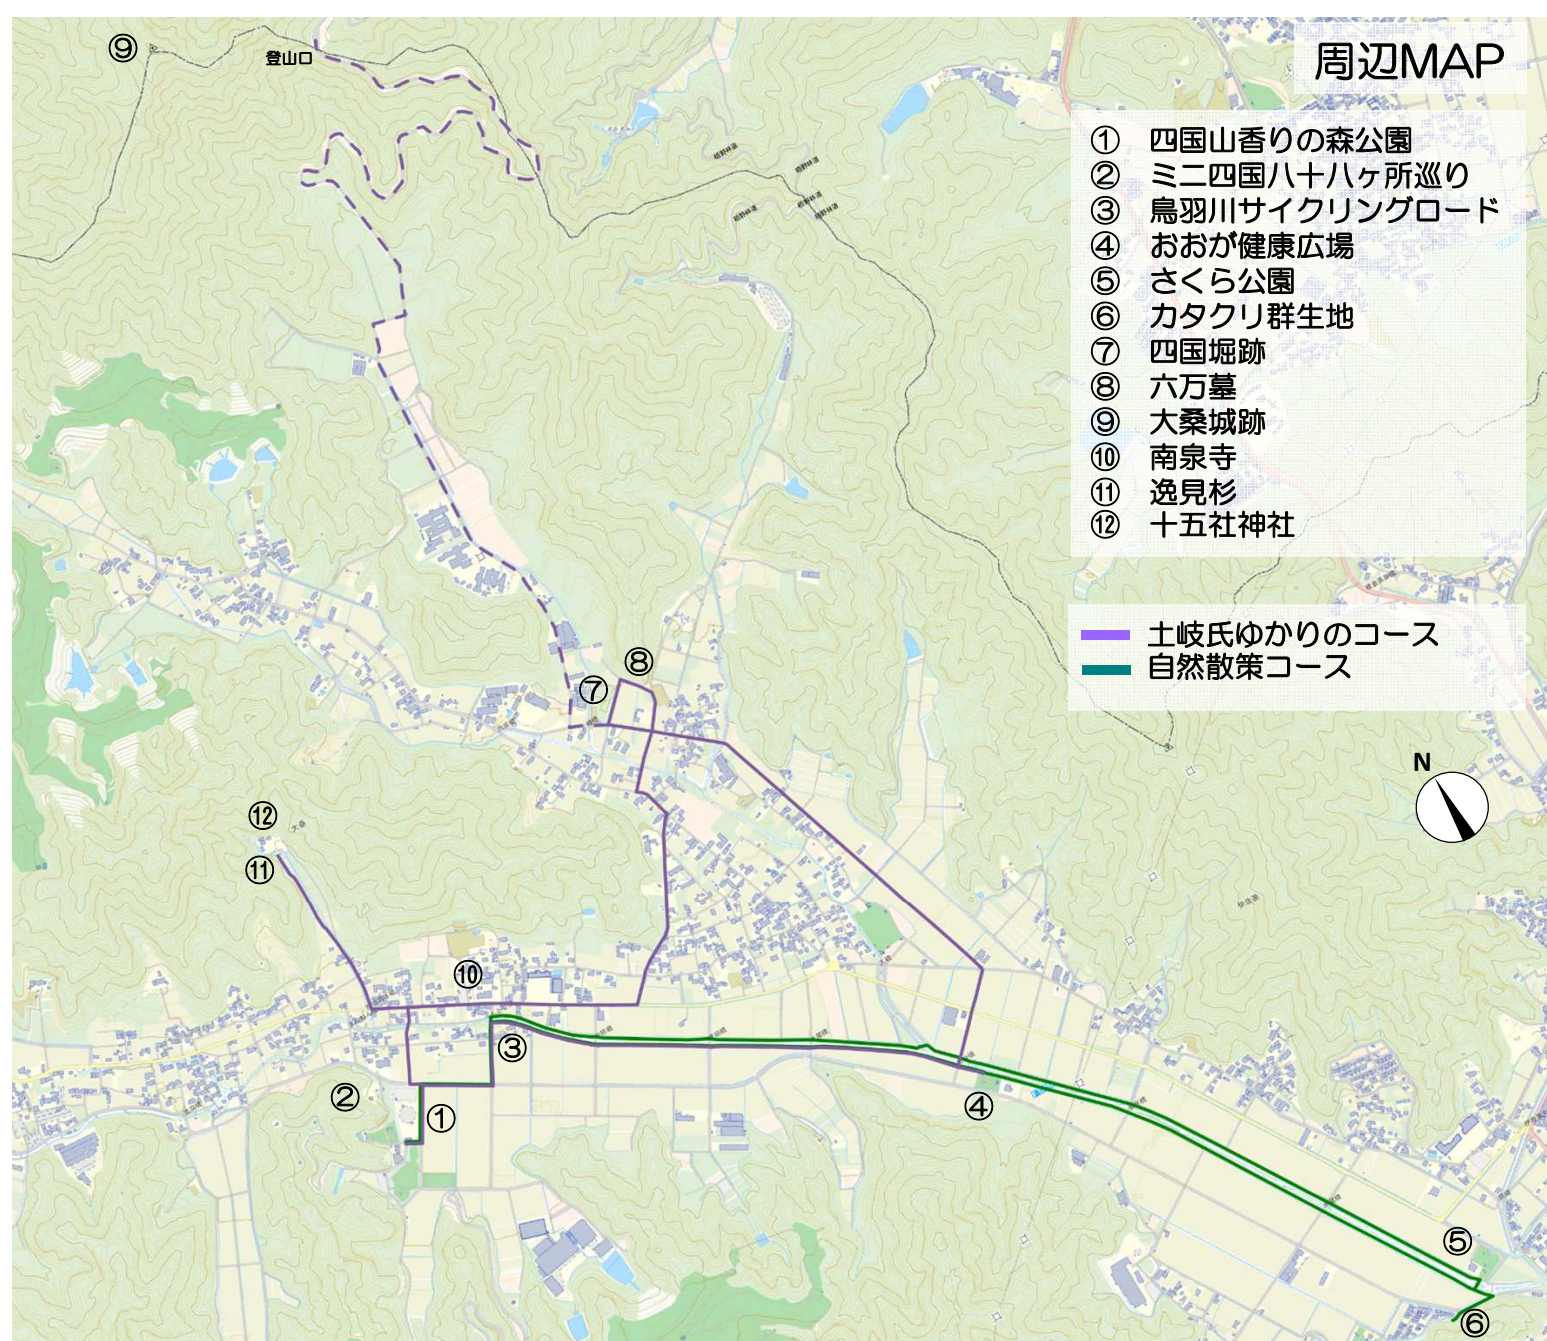 周辺MAP
① 四国山香りの森公園
② ミニ四国八十八ヶ所巡り
③ 鳥羽川サイクリングロード
④ おおが健康広場
⑤ さくら公園
⑥ カタクリ群生地
⑦ 四国堀跡
⑧ 六万墓
⑨ 大桑城跡
⑩ 南泉寺
⑪ 逸見杉
⑫ 十五社神社
土岐氏ゆかりのコース
自然散策コース
N
⑨
登山口
⑧
⑦
⑫
⑪
⑩
③
②
①
④
⑤
⑥